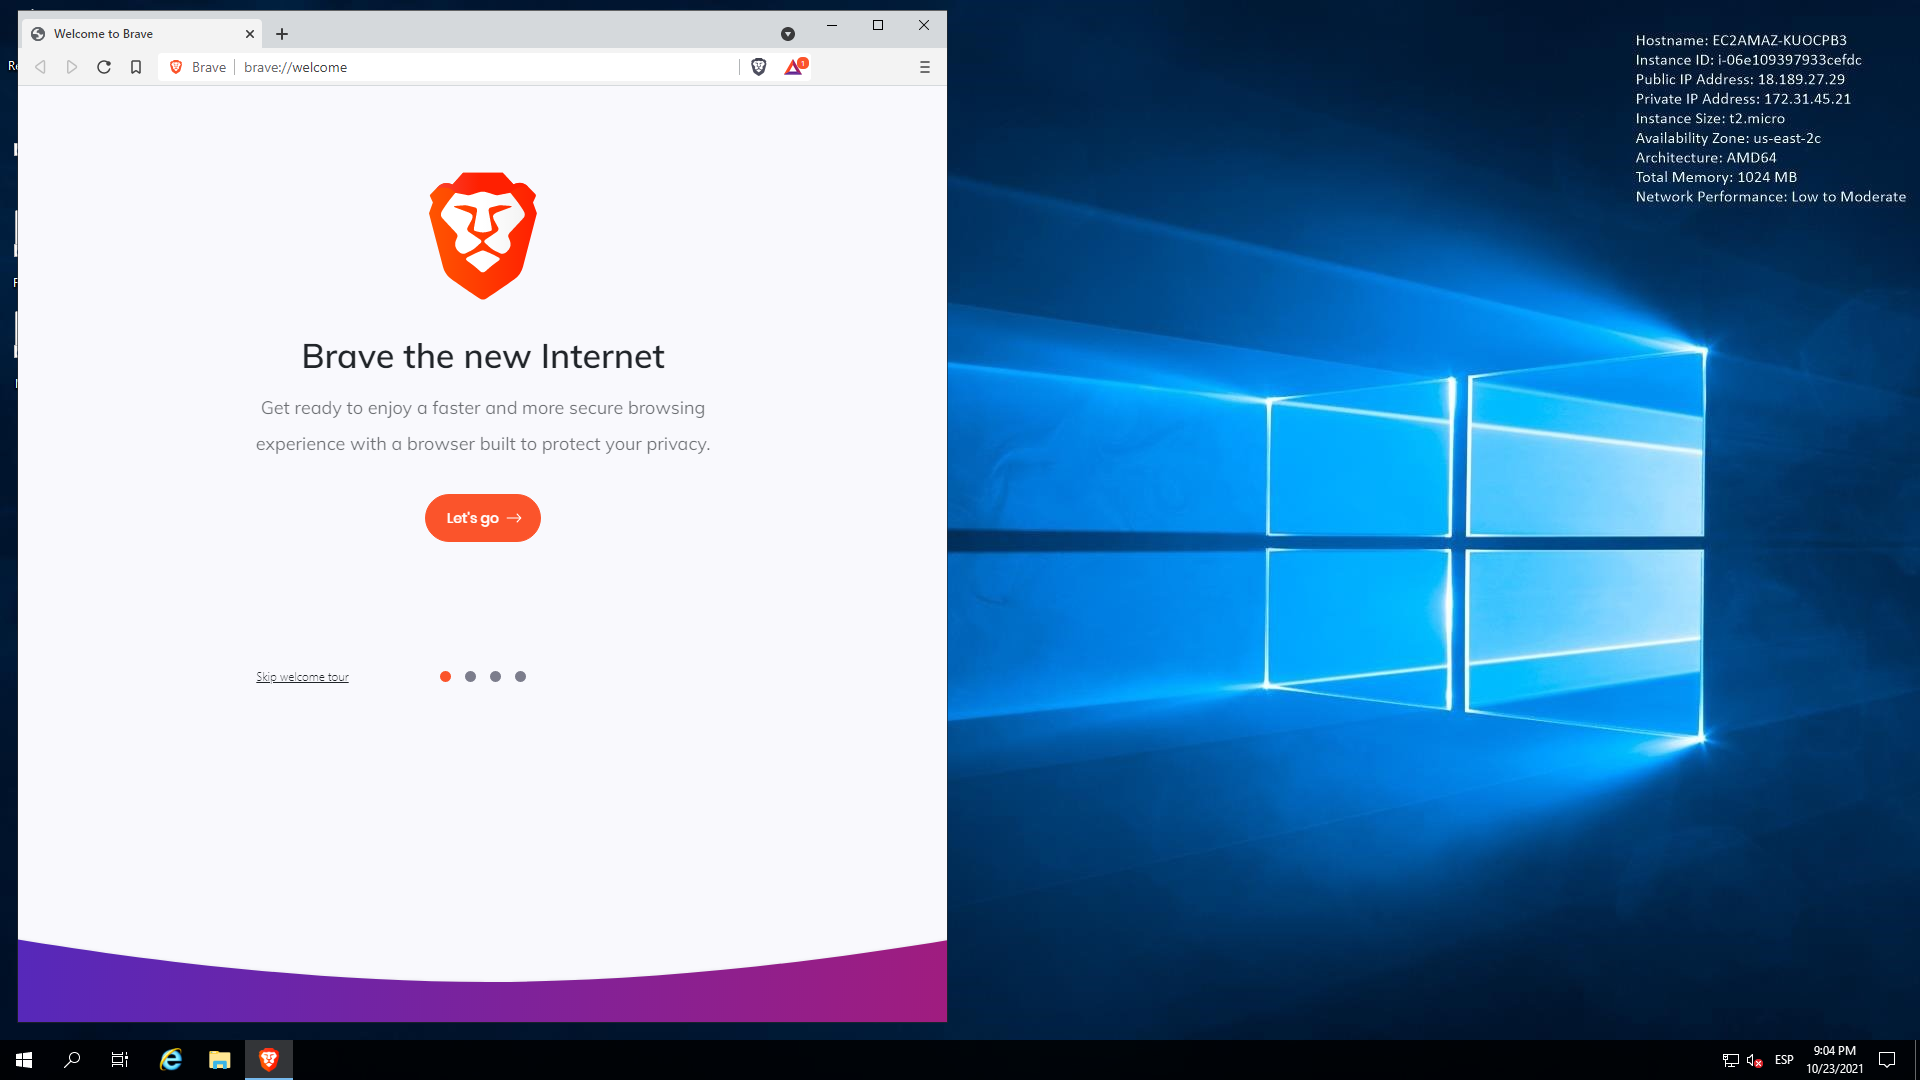 Welcome to Brave
Brave
brave://welcome
1
Brave the new Internet
Get ready to enjoy a faster and more secure browsing
experience with a browser built to protect your privacy.
Let's go
Skip welcome tour
Hostname: EC2AMAZ-KUOCPB3
Instance ID: i-06e109397933cefdc
Public IP Address: 18.189.27.29
Private IP Address: 172.31.45.21
Instance Size: t2.micro
Availability Zone: us-east-2c
Architecture: AMD64
Total Memory: 1024 MB
Network Performance: Low to Moderate
ESP
9:04 PM
10/23/2021